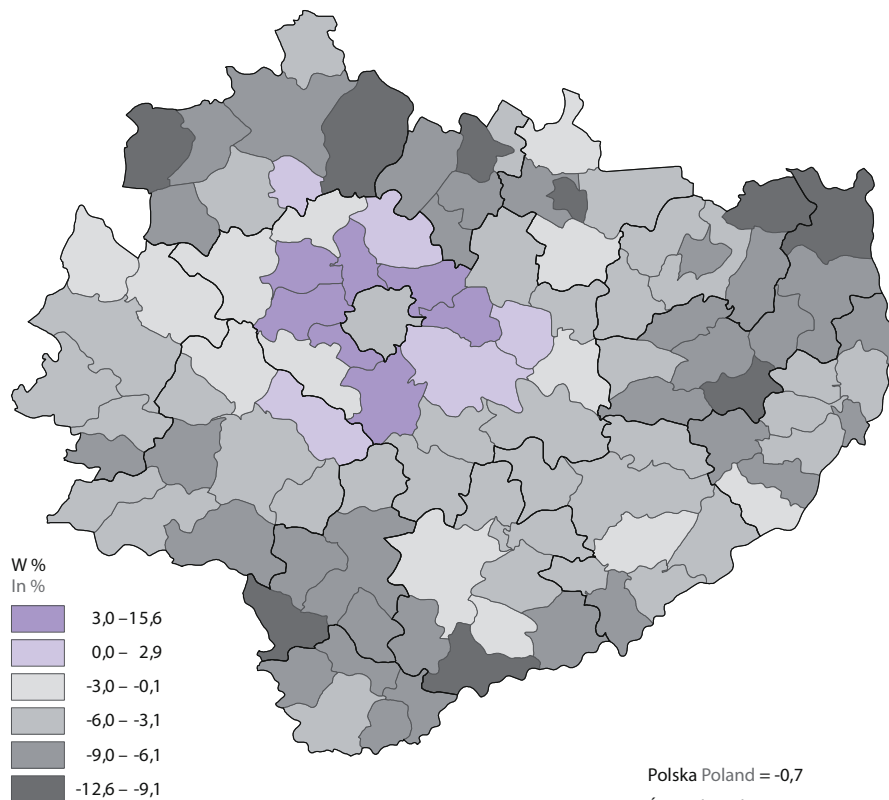 W %
In %
3,0 – 15,6
0,0 – 2,9
-3,0 – -0,1
-6,0 – -3,1
-9,0 – -6,1
-12,6 – -9,1
Polska Poland = -0,7